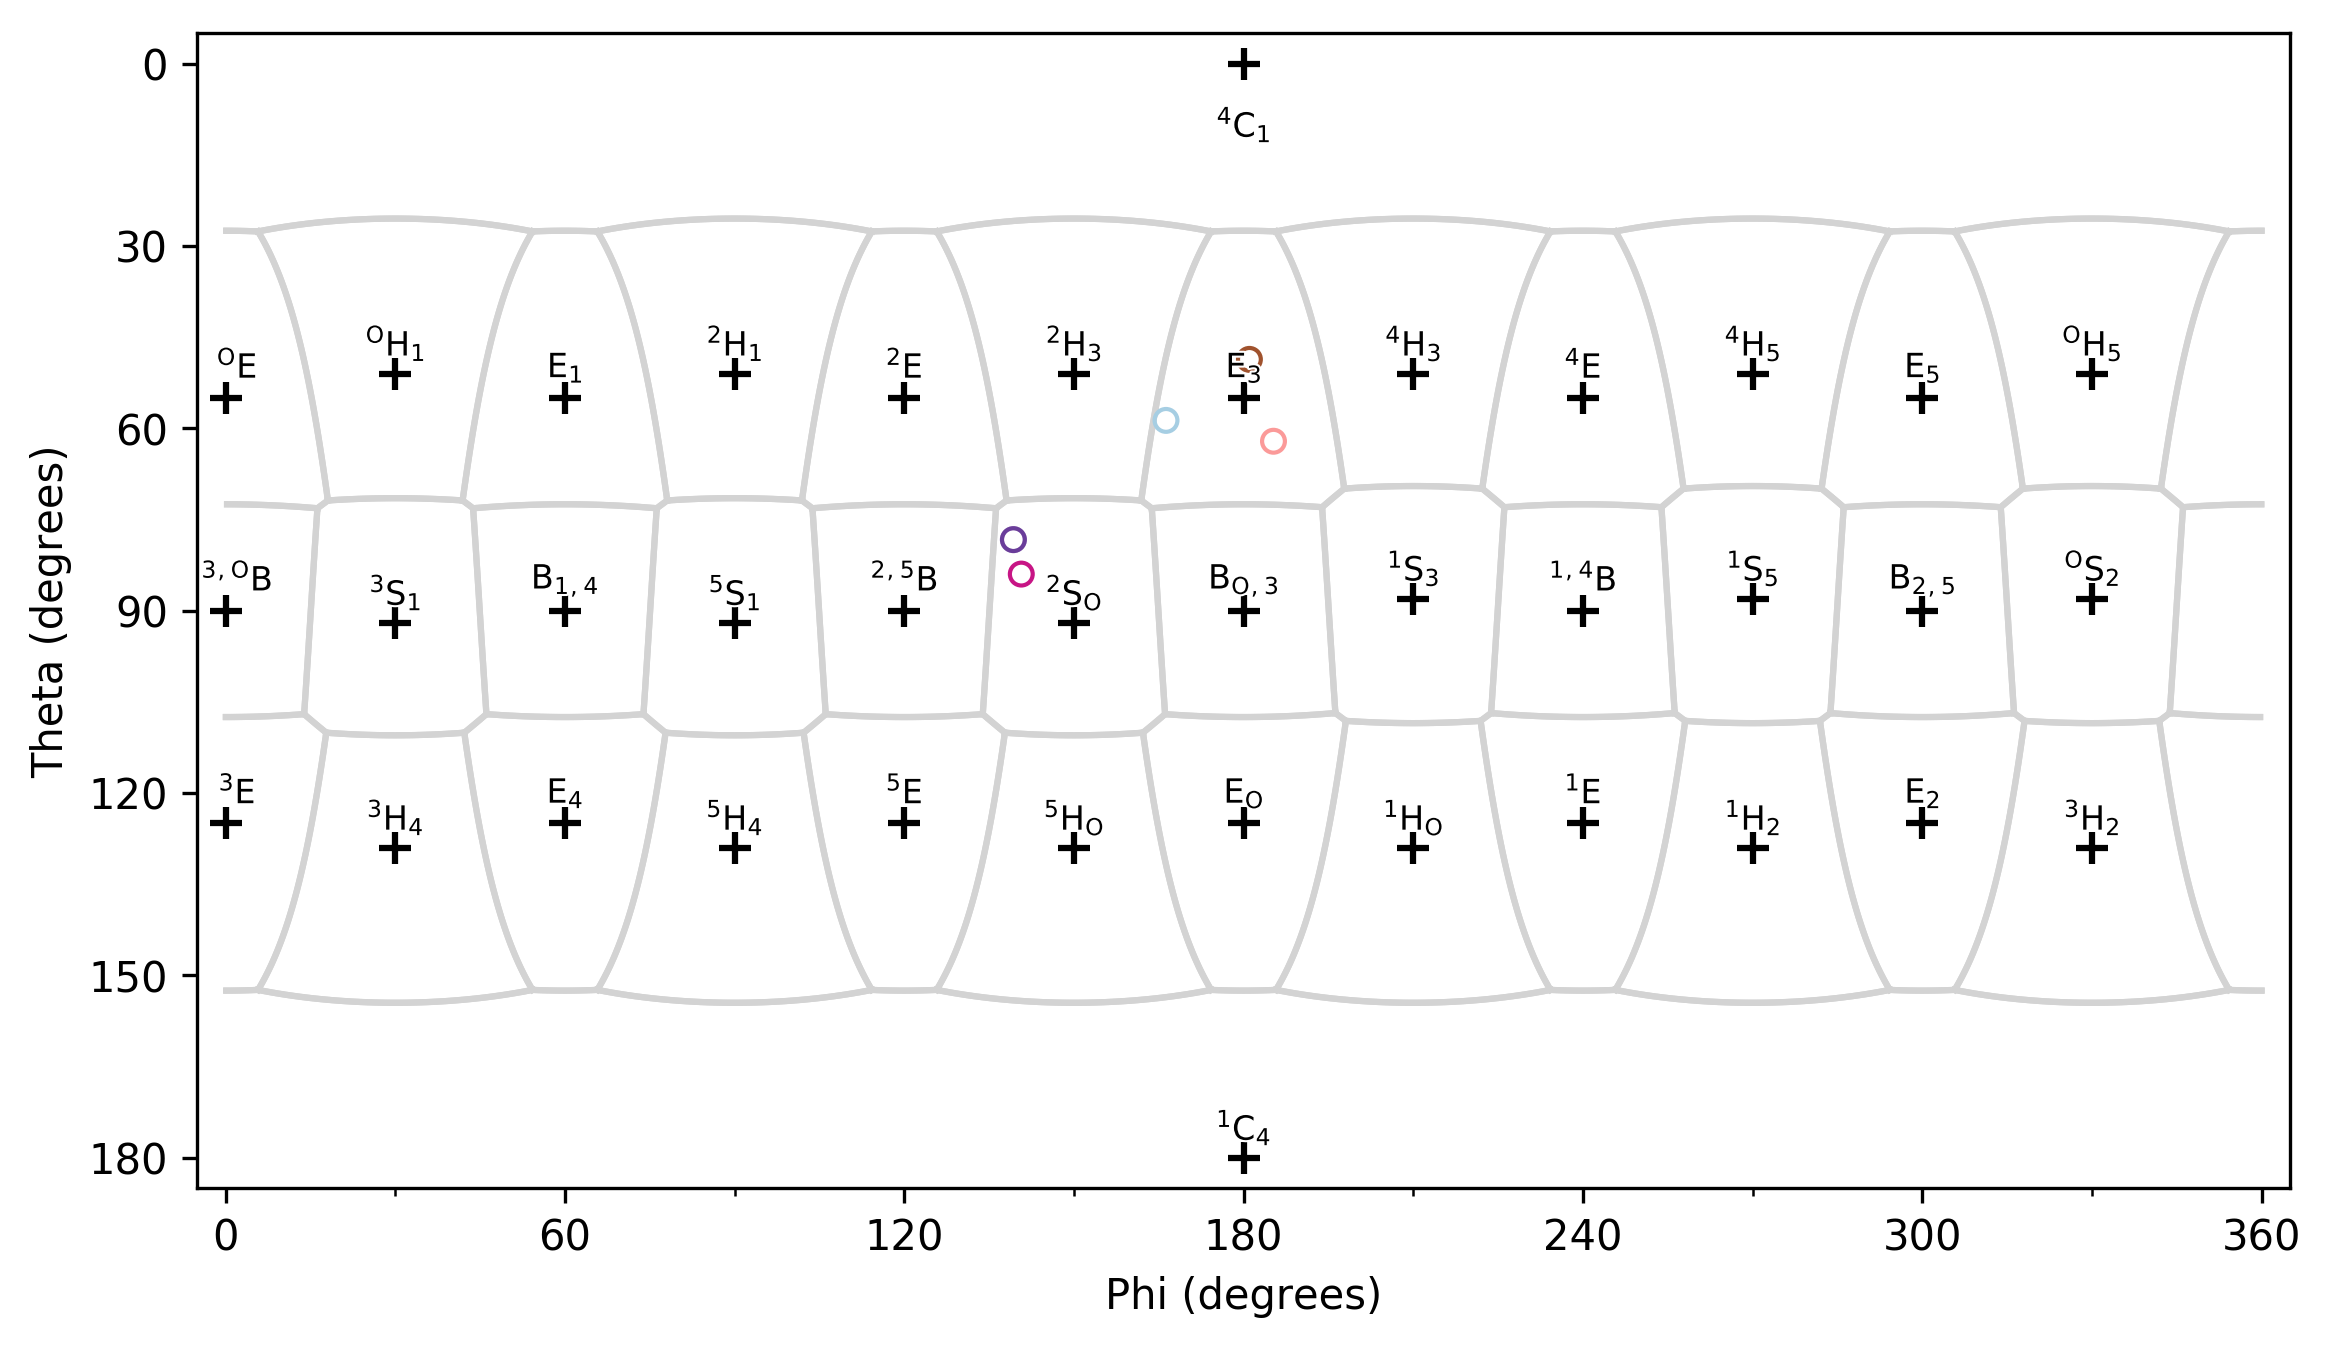 0
⁴C₁
30
ᴼE ᴼH₁ E₁ ²H₁ ²E ²H₃ E₃ ⁴H₃ ⁴E ⁴H₅ E₅ ᴼH₅
60
³,ᴼB ³S₁ B₁,₄ ⁵S₁ ²,⁵B ²Sₒ Bₒ,₃ ¹S₃ ¹,⁴B ¹S₅ B₂,₅ ᴼS₂
90
³E ³H₄ E₄ ⁵H₄ ⁵E ⁵Hₒ Eₒ ¹Hₒ ¹E ¹H₂ E₂ ³H₂
120
150
¹C₄
180
Theta (degrees)
0 60 120 180 240 300 360
Phi (degrees)